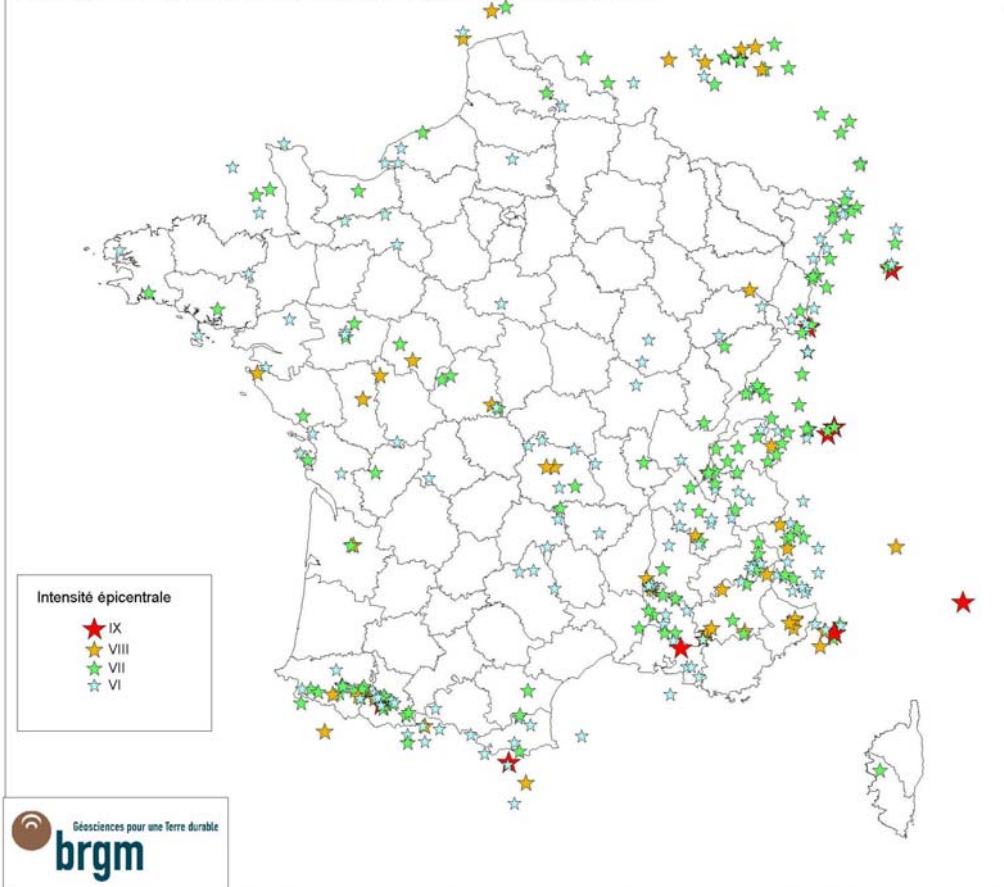 Intensité épicentrale
IX
VIII
VII
VI
Géosciences pour une Terre durable
brgm